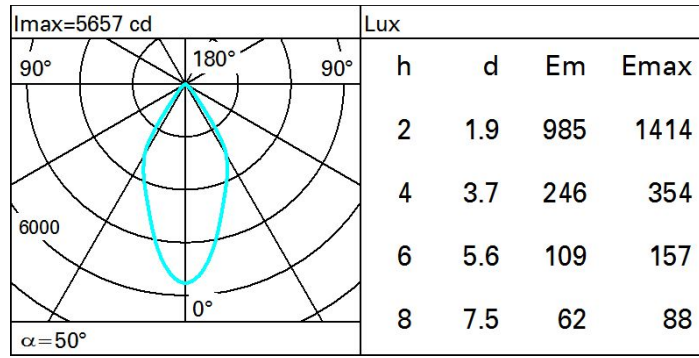 Imax=5657 cd
Lux
90° 180° 90°
6000
0°
α=50°
h d Em Emax
2 1.9 985 1414
4 3.7 246 354
6 5.6 109 157
8 7.5 62 88